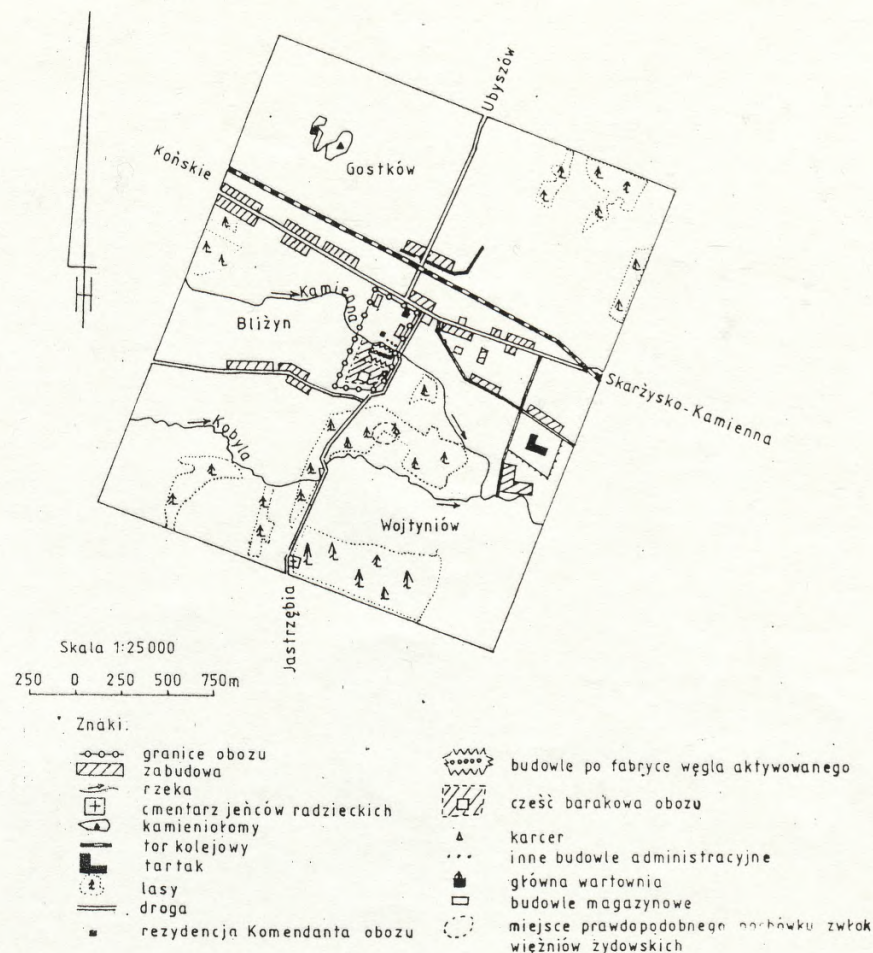 Ubyszów
Końskie
Gostków
Kamienna
Bliżyn
Skarżysko-Kamienna
Kobyla
Wojtyniów
Jastrzębia
Skala 1:25000
250 0 250 500 750m
Znaki:
granice obozu
zabudowa
rzeka
cmentarz jeńców radzieckich
kamieniołomy
tor kolejowy
tartak
lasy
droga
rezydencja Komendanta obozu
budowle po fabryce węgla aktywowanego
cześć barakowa obozu
karcer
inne budowle administracyjne
główna wartownia
budowle magazynowe
miejsce prawdopodobnego pochówku zwłok
więźniów żydowskich